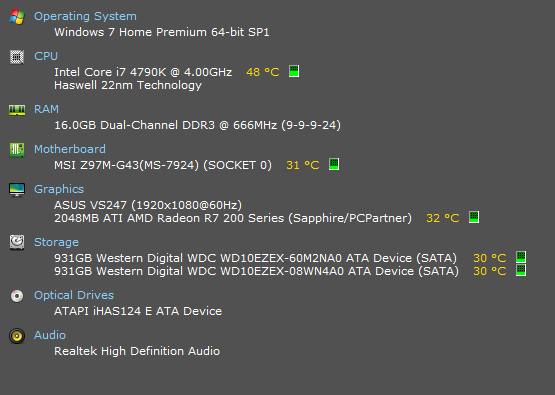 Operating System
Windows 7 Home Premium 64-bit SP1
CPU
Intel Core i7 4790K @ 4.00GHz 48 °C
Haswell 22nm Technology
RAM
16.0GB Dual-Channel DDR3 @ 666MHz (9-9-9-24)
Motherboard
MSI Z97M-G43(MS-7924) (SOCKET 0) 31 °C
Graphics
ASUS VS247 (1920x1080@60Hz)
2048MB ATI AMD Radeon R7 200 Series (Sapphire/PCPartner) 32 °C
Storage
931GB Western Digital WDC WD10EZEX-60M2NA0 ATA Device (SATA) 30 °C
931GB Western Digital WDC WD10EZEX-08WN4A0 ATA Device (SATA) 30 °C
Optical Drives
ATAPI iHAS124 E ATA Device
Audio
Realtek High Definition Audio